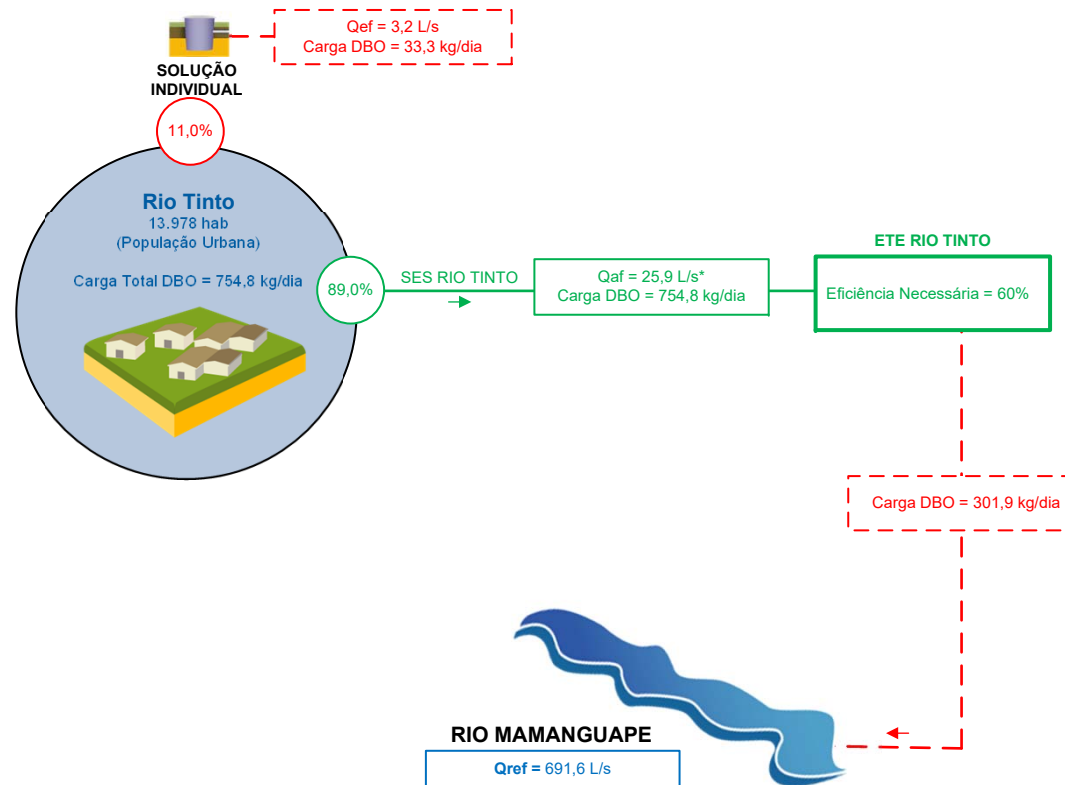 Qef = 3,2 L/s
Carga DBO = 33,3 kg/dia
SOLUÇÃO
INDIVIDUAL
11,0%
Rio Tinto
13.978 hab
(População Urbana)
Carga Total DBO = 754,8 kg/dia
89,0%
SES RIO TINTO
Qaf = 25,9 L/s*
Carga DBO = 754,8 kg/dia
ETE RIO TINTO
Eficiência Necessária = 60%
Carga DBO = 301,9 kg/dia
RIO MAMANGUAPE
Qref = 691,6 L/s